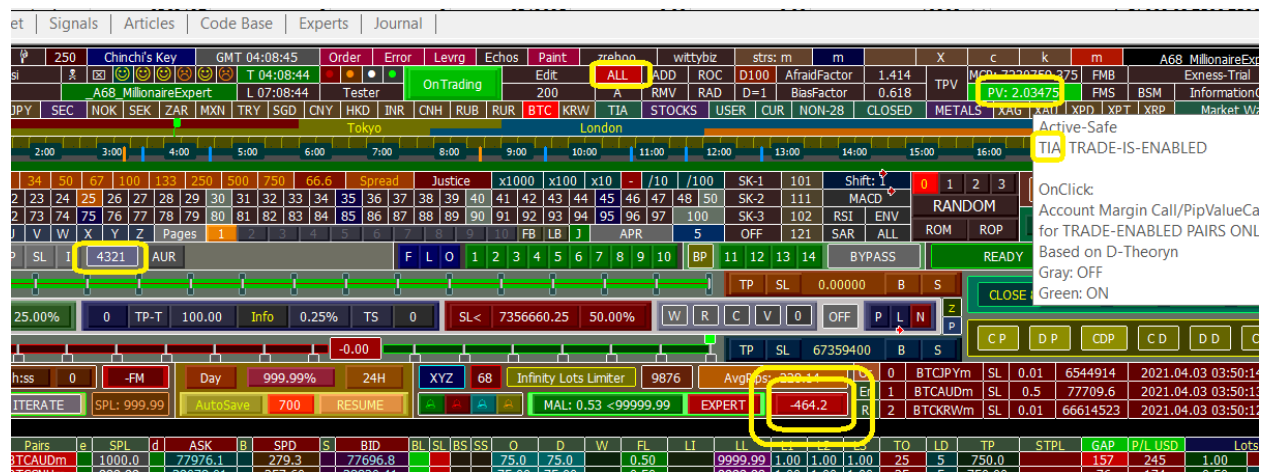 et | Signals | Articles | Code Base | Experts | Journal |
250 Chinchi's Key GMT 04:08:45 Order Error Levrg Echos Paint zreboo wittybiz strs: m m X c k m A68_MillionaireExp
T 04:08:44 OnTrading Edit ALL ADD ROC D100 AfraidFactor 1.414 TPV FMB Exness-Trial
_A68_MillionaireExpert L 07:08:44 Tester 200 A RMV RAD D=1 BiasFactor 0.618 PV: 2.03475 FMS BSM Information
JPY SEC NOK SEK ZAR MXN TRY SGD CNY HKD INR CNH RUB RUR BTC KRW TIA STOCKS USER CUR NON-28 CLOSED METALS XAG XAU XPD XPT XRP Market Wa
Tokyo London
2:00 3:00 4:00 5:00 6:00 7:00 8:00 9:00 10:00 11:00 12:00 13:00 14:00 15:00 16:00
Active-Safe
TIA TRADE-IS-ENABLED
OnClick:
Account Margin Call/PipValueCa
for TRADE-ENABLED PAIRS ONL
Based on D-Theoryn
Gray: OFF
Green: ON
34 50 67 100 133 250 500 750 66.6 Spread Justice x1000 x100 x10 - /10 /100 SK-1 101 Shift: 1 0 1 2 3
2 23 24 25 26 27 28 29 30 31 32 33 34 35 36 37 38 39 40 41 42 43 44 45 46 47 48 50 SK-2 111 MACD RANDOM
2 73 74 75 76 77 78 79 80 81 82 83 84 85 86 87 88 89 90 91 92 93 94 95 96 97 100 SK-3 102 RSI ENV
V W X Y Z Pages 1 2 3 4 5 6 7 8 9 10 FB LB J APR 5 OFF 121 SAR ALL ROM ROP
P SL I 4321 AUR F L O 1 2 3 4 5 6 7 8 9 10 BP 11 12 13 14 BYPASS READY
TP SL 0.00000 B S CLOSE
25.00% 0 TP-T 100.00 Info 0.25% TS 0 SL< 7356660.25 50.00% W R C V 0 OFF P L N Z P
-0.00 TP SL 67359400 B S C P D P CDP C D D D C
h:ss 0 -FM Day 999.99% 24H XYZ 68 Infinity Lots Limiter 9876 0 BTCJPYm SL 0.01 6544914 2021.04.03 03:50:14
ITERATE SPL: 999.99 AutoSave 700 RESUME MAL: 0.53 <99999.99 EXPERT -464.2 1 BTCAUDm SL 0.5 77709.6 2021.04.03 03:50:13
R 2 BTCKRWm SL 0.01 66614523 2021.04.03 03:50:12
Pairs e SPL d ASK B SPD S BID BL SL BS SS O D W FL LI LL TO LD TP STPL GAP P/L USD Lots
BTCAUDm 1000.0 77976.1 279.3 77696.8 75.0 75.0 0.50 9999.99 1.00 1.00 1.00 25 5 750.0 157 245 1.00